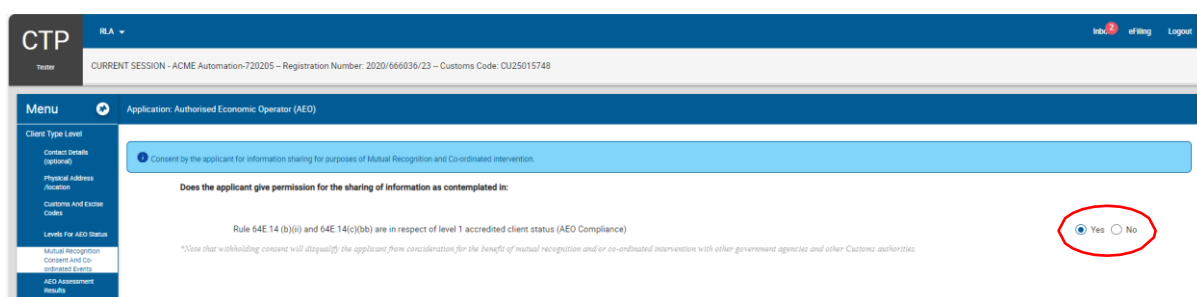 CTP
Tester
RLA
Inbo 2
eFiling
Logout
CURRENT SESSION - ACME Automation-720205 – Registration Number: 2020/666036/23 – Customs Code: CU25015748
Menu
Application: Authorised Economic Operator (AEO)
Client Type Level
Contact Details
(optional)
Physical Address
/location
Customs And Excise
Codes
Levels For AEO Status
Mutual Recognition
Consent And Co-
ordinated Events
AEO Assessment
Results
Consent by the applicant for information sharing for purposes of Mutual Recognition and Co-ordinated intervention.
Does the applicant give permission for the sharing of information as contemplated in:
Rule 64E.14 (b)(ii) and 64E.14(c)(bb) are in respect of level 1 accredited client status (AEO Compliance)
Yes No
*Note that withholding consent will disqualify the applicant from consideration for the benefit of mutual recognition and/or co-ordinated intervention with other government agencies and other Customs authorities.